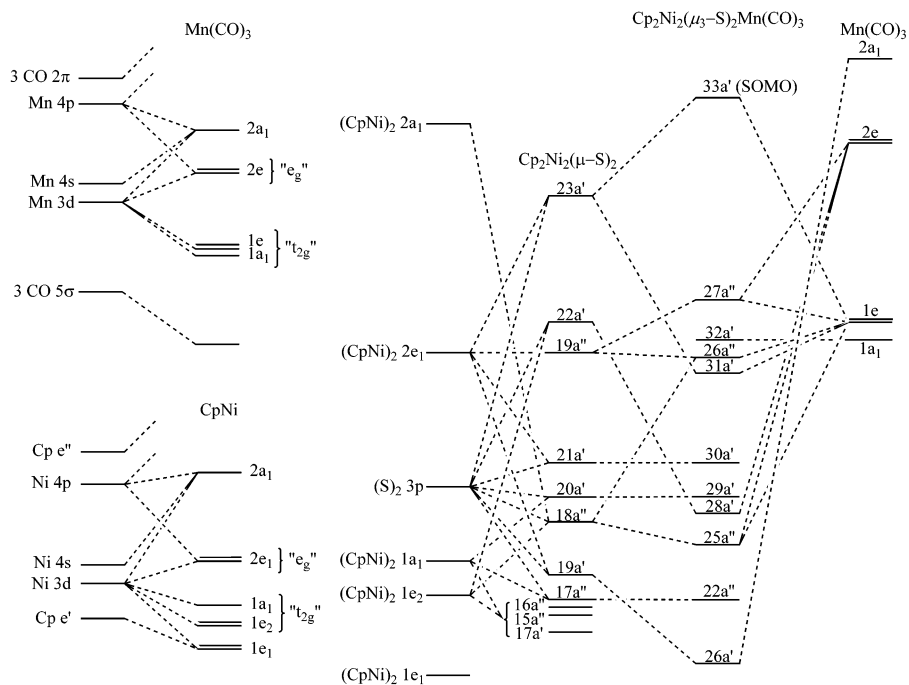 Mn(CO)₃
3 CO 2π
Mn 4p
2a₁
2e } "e_g"
Mn 4s
Mn 3d
1e
1a₁ } "t₂g"
3 CO 5σ
CpNi
Cp e"
Ni 4p
2a₁
Ni 4s
Ni 3d
2e₁ } "e_g"
1a₁
1e₂ } "t₂g"
Cp e'
1e₁
Cp₂Ni₂(μ₃–S)₂Mn(CO)₃
Mn(CO)₃
2a₁
33a' (SOMO)
(CpNi)₂ 2a₁
2e
Cp₂Ni₂(μ–S)₂
23a'
27a"
22a'
1e
32a'
(CpNi)₂ 2e₁
19a"
26a"
1a₁
31a'
21a'
30a'
(S)₂ 3p
20a'
29a'
28a'
18a"
25a"
(CpNi)₂ 1a₁
19a'
(CpNi)₂ 1e₂
17a"
22a"
16a"
15a"
17a'
26a'
(CpNi)₂ 1e₁